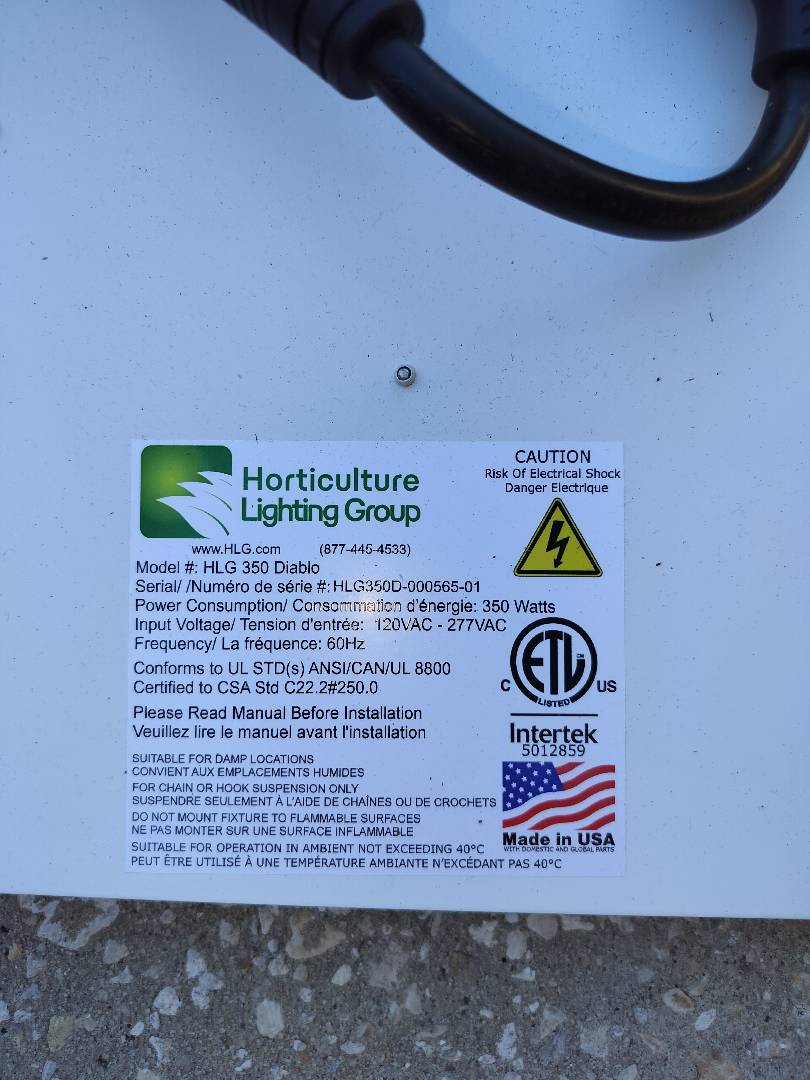 Horticulture
Lighting Group
CAUTION
Risk Of Electrical Shock
Danger Electrique
www.HLG.com (877-445-4533)
Model #: HLG 350 Diablo
Serial/ /Numéro de série #: HLG350D-000565-01
Power Consumption/ Consommation d'énergie: 350 Watts
Input Voltage/ Tension d'entrée: 120VAC - 277VAC
Frequency/ La fréquence: 60Hz
Conforms to UL STD(s) ANSI/CAN/UL 8800
Certified to CSA Std C22.2#250.0
ETL
C US
LISTED
Intertek
5012859
Please Read Manual Before Installation
Veuillez lire le manuel avant l'installation
SUITABLE FOR DAMP LOCATIONS
CONVIENT AUX EMPLACEMENTS HUMIDES
FOR CHAIN OR HOOK SUSPENSION ONLY
SUSPENDRE SEULEMENT À L'AIDE DE CHAÎNES OU DE CROCHETS
DO NOT MOUNT FIXTURE TO FLAMMABLE SURFACES
NE PAS MONTER SUR UNE SURFACE INFLAMMABLE
SUITABLE FOR OPERATION IN AMBIENT NOT EXCEEDING 40°C
PEUT ÊTRE UTILISÉ À UNE TEMPÉRATURE AMBIANTE N'EXCÉDANT PAS 40°C
Made in USA
WITH DOMESTIC AND GLOBAL PARTS